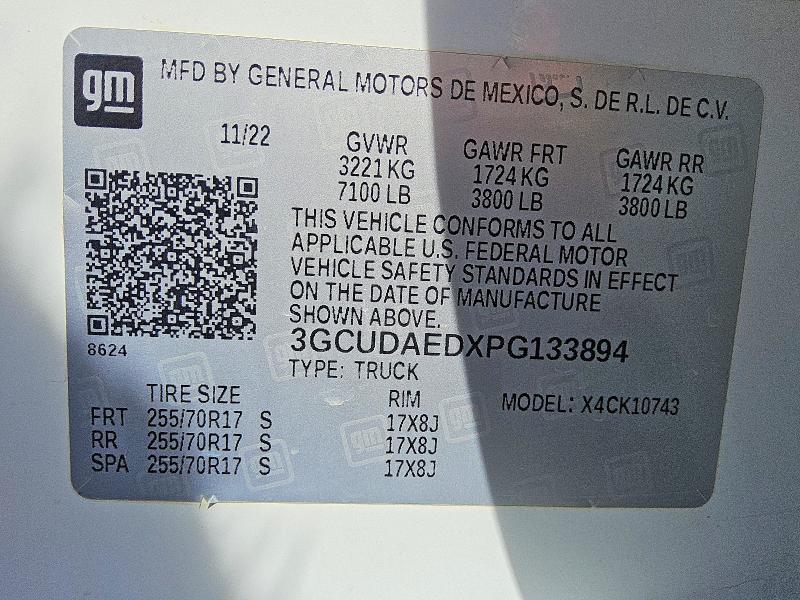 gm
MFD BY GENERAL MOTORS DE MEXICO, S. DE R.L. DE C.V.
11/22
GVWR
3221 KG
7100 LB
GAWR FRT
1724 KG
3800 LB
GAWR RR
1724 KG
3800 LB
THIS VEHICLE CONFORMS TO ALL
APPLICABLE U.S. FEDERAL MOTOR
VEHICLE SAFETY STANDARDS IN EFFECT
ON THE DATE OF MANUFACTURE
SHOWN ABOVE.
3GCUDAEDXPG133894
TYPE: TRUCK
8624
TIRE SIZE RIM MODEL: X4CK10743
FRT 255/70R17 S 17X8J
RR 255/70R17 S 17X8J
SPA 255/70R17 S 17X8J